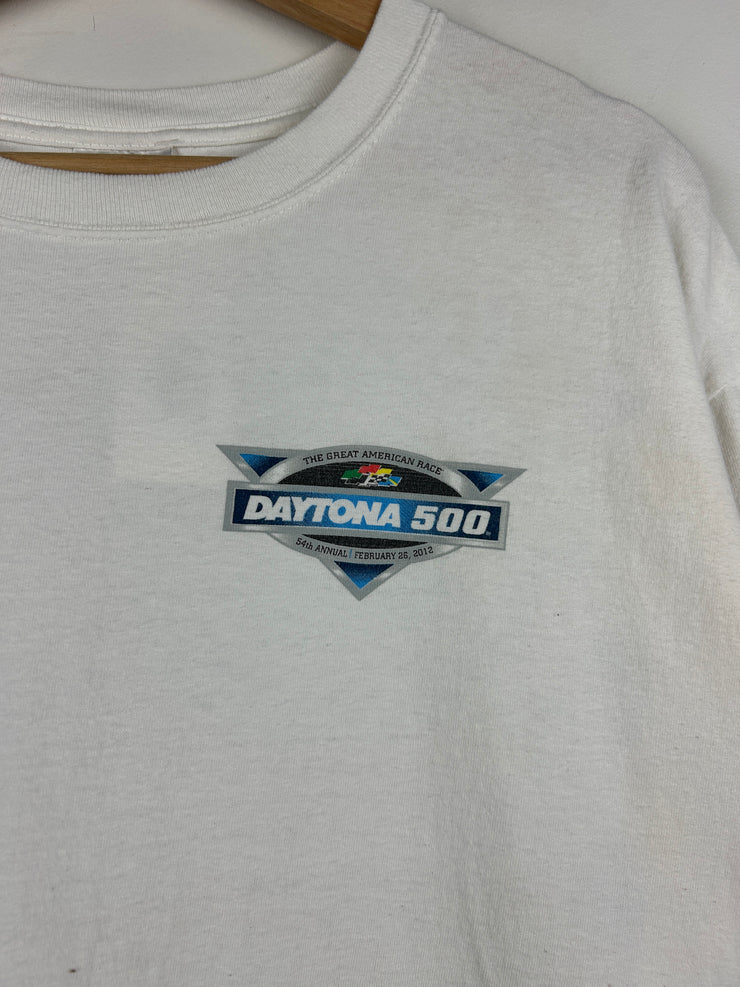 THE GREAT AMERICAN RACE
DAYTONA 500
54th ANNUAL | FEBRUARY 26, 2012